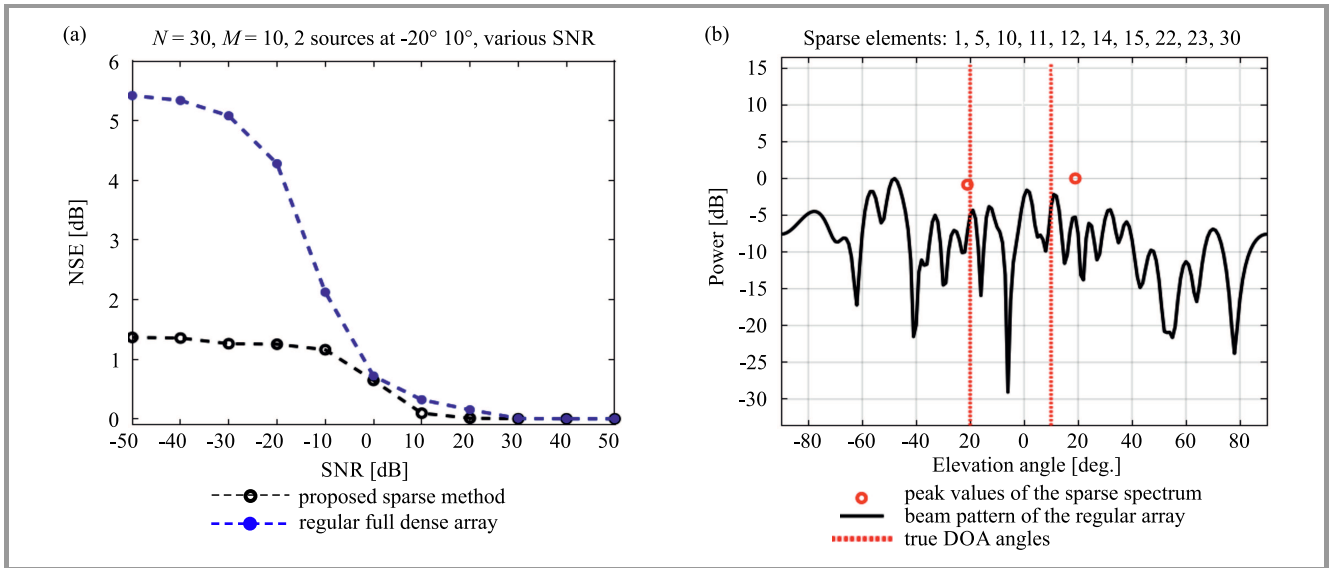 (a)
N = 30, M = 10, 2 sources at -20° 10°, various SNR
6
5
4
3
2
1
0
NSE [dB]
-50 -40 -30 -20 -10 0 10 20 30 40 50
SNR [dB]
proposed sparse method
regular full dense array
(b)
Sparse elements: 1, 5, 10, 11, 12, 14, 15, 22, 23, 30
15
10
5
0
-5
-10
-15
-20
-25
-30
Power [dB]
-80 -60 -40 -20 0 20 40 60 80
Elevation angle [deg.]
peak values of the sparse spectrum
beam pattern of the regular array
true DOA angles